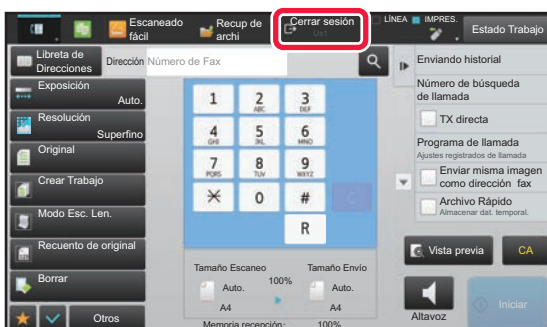 Escaneado
fácil
Recup de
archi
Cerrar sesión
Us1
LÍNEA
IMPRES.
Estado Trabajo
Libreta de
Direcciones
Dirección
Número de Fax
Exposición
Auto.
Resolución
Superfino
Original
Crear Trabajo
Modo Esc. Len.
Recuento de original
Borrar
Otros
1
2
ABC
3
DEF
4
GHI
5
JKL
6
MNO
7
PQRS
8
TUV
9
WXYZ
0
#
C
R
Tamaño Escaneo
Tamaño Envío
100%
Auto.
Auto.
A4
A4
Memoria recepción:
100%
Enviando historial
Número de búsqueda
de llamada
TX directa
Programa de llamada
Ajustes registrados de llamada
Enviar misma imagen
como dirección fax
Archivo Rápido
Almacenar dat. temporal.
Vista previa
CA
Altavoz
Iniciar